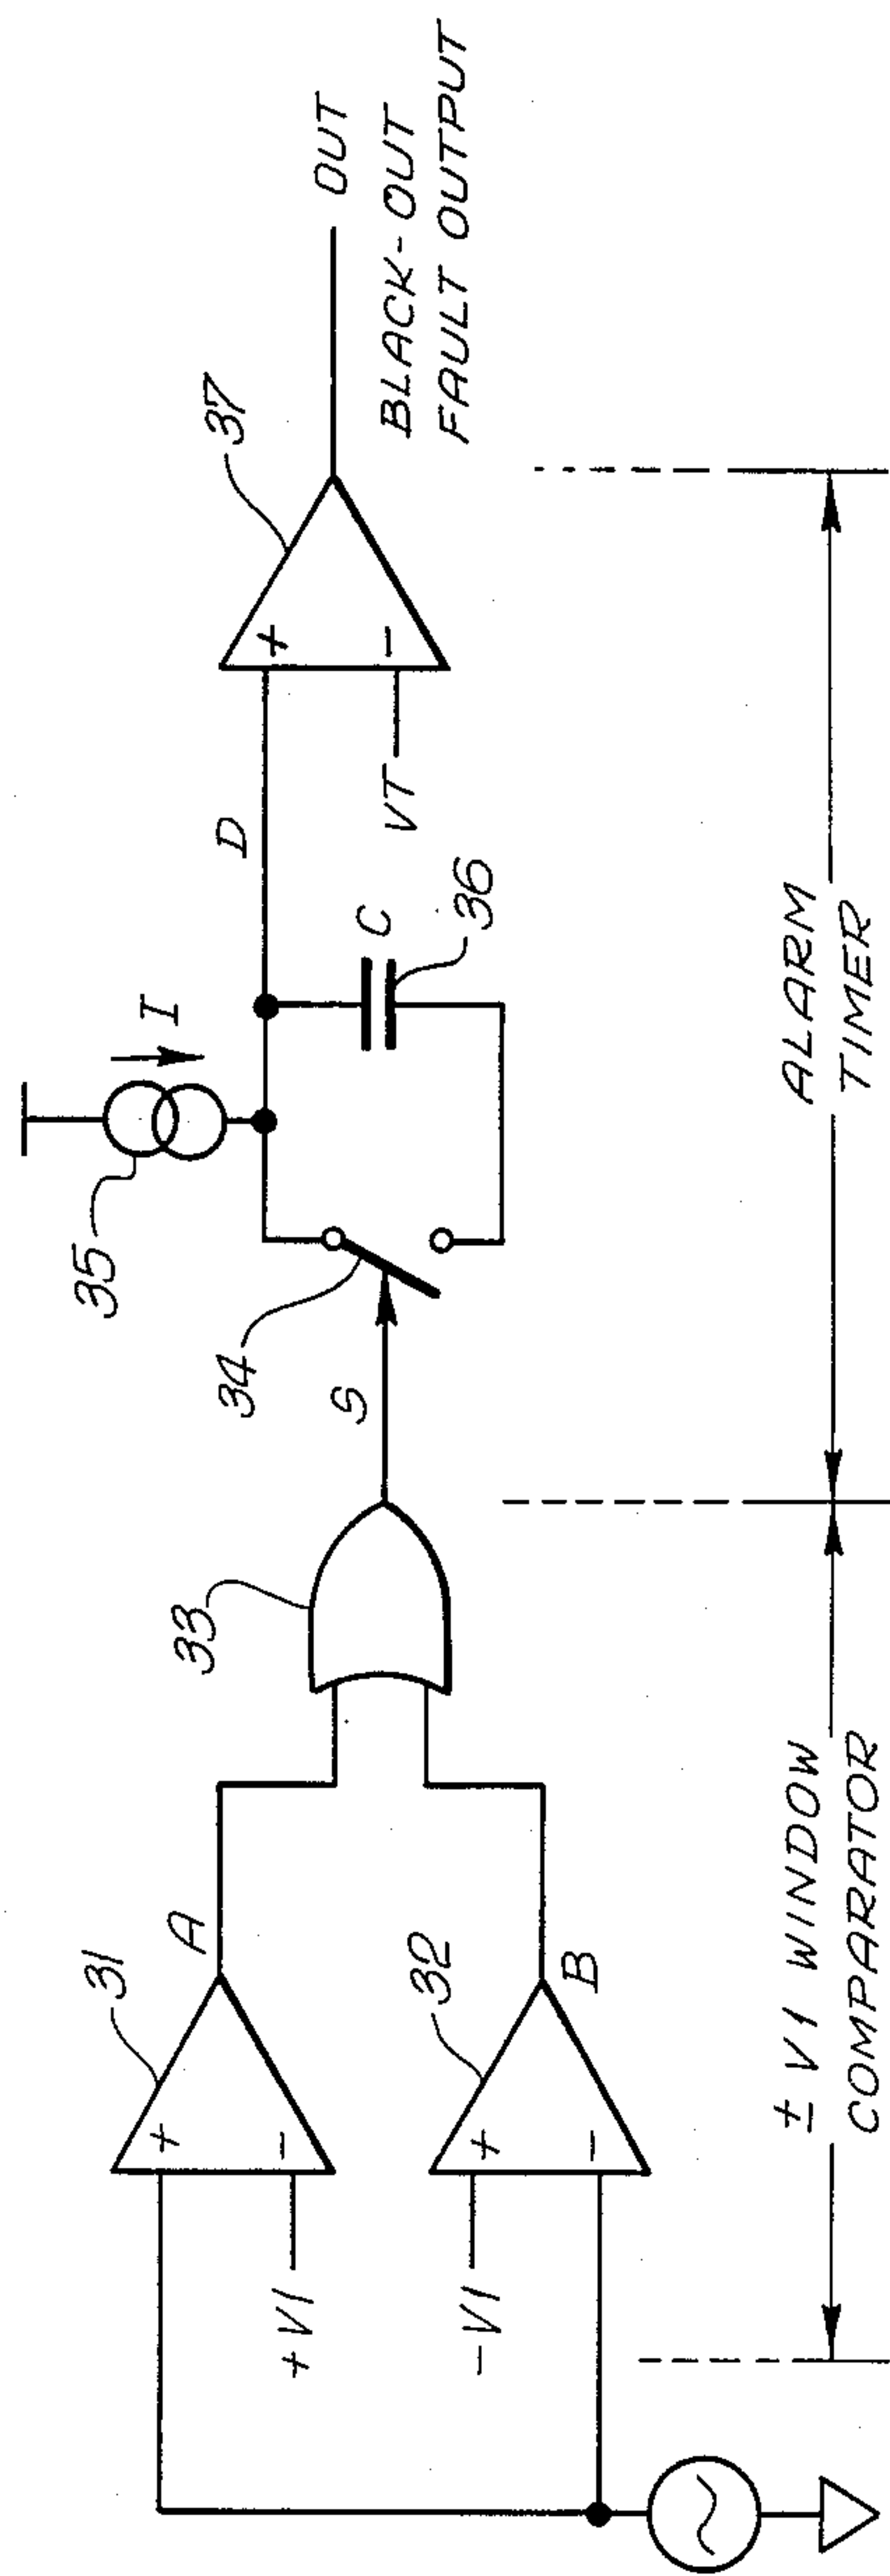 31
A
+
-
+V1
32
B
+
-
-V1
33
S
34
35
I
D
C
36
VT
+
-
37
OUT
BLACK-OUT
FAULT OUTPUT
± V1 WINDOW
COMPARATOR
ALARM
TIMER